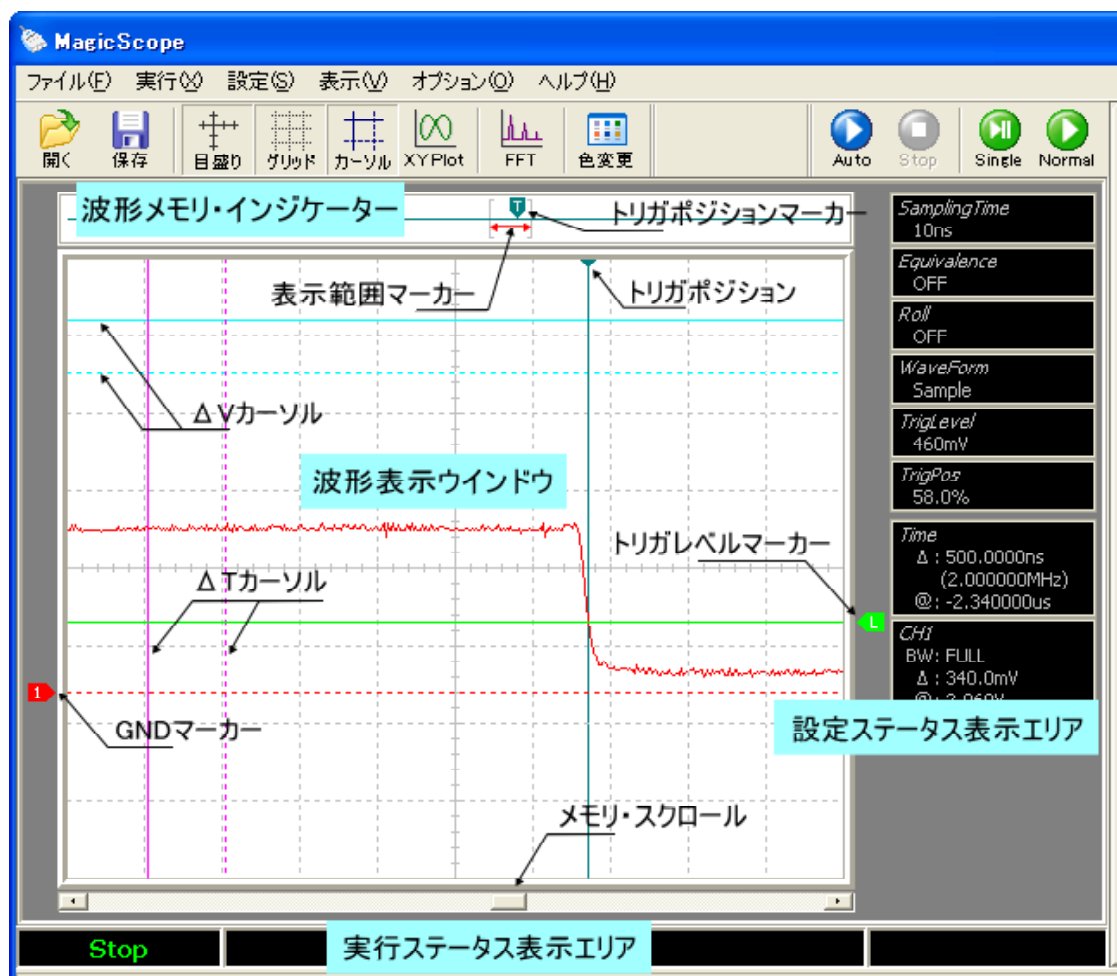 MagicScope
ファイル(F) 実行(X) 設定(S) 表示(V) オプション(O) ヘルプ(H)
開く 保存 目盛り グリッド カーソル XYPlot FFT 色変更 Auto Stop Single Normal
波形メモリ・インジケーター
T
トリガポジションマーカー
表示範囲マーカー
トリガポジション
ΔVカーソル
波形表示ウインドウ
トリガレベルマーカー
ΔTカーソル
L
1
GNDマーカー
メモリ・スクロール
SamplingTime
10ns
Equivalence
OFF
Roll
OFF
WaveForm
Sample
TrigLevel
460mV
TrigPos
58.0%
Time
Δ : 500.0000ns
(2.000000MHz)
@ : -2.340000us
CH1
BW: FULL
Δ : 340.0mV
設定ステータス表示エリア
Stop
実行ステータス表示エリア